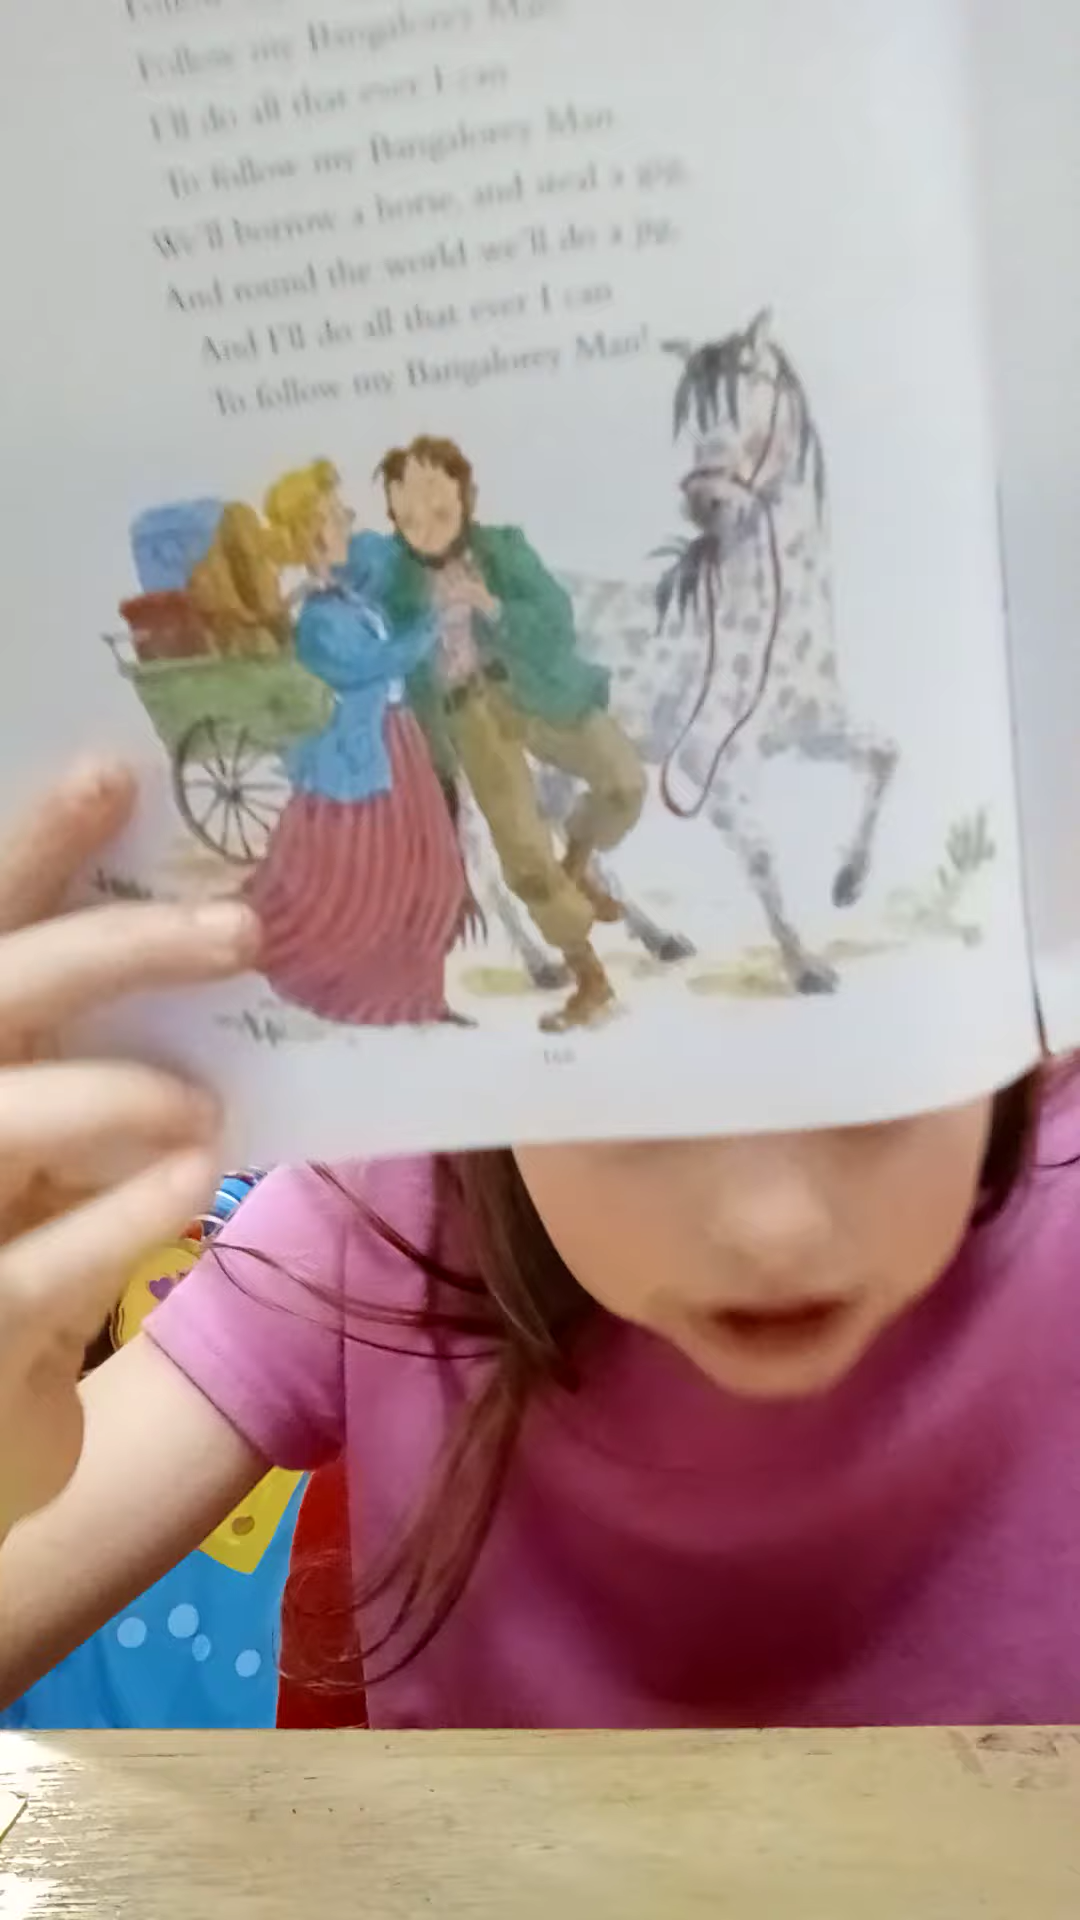 Follow
Follow my Bangalorey Man
I'll do all that ever I can
To follow my Bangalorey Man
We'll borrow a horse, and steal a gig,
And round the world we'll do a jig,
And I'll do all that ever I can
To follow my Bangalorey Man!